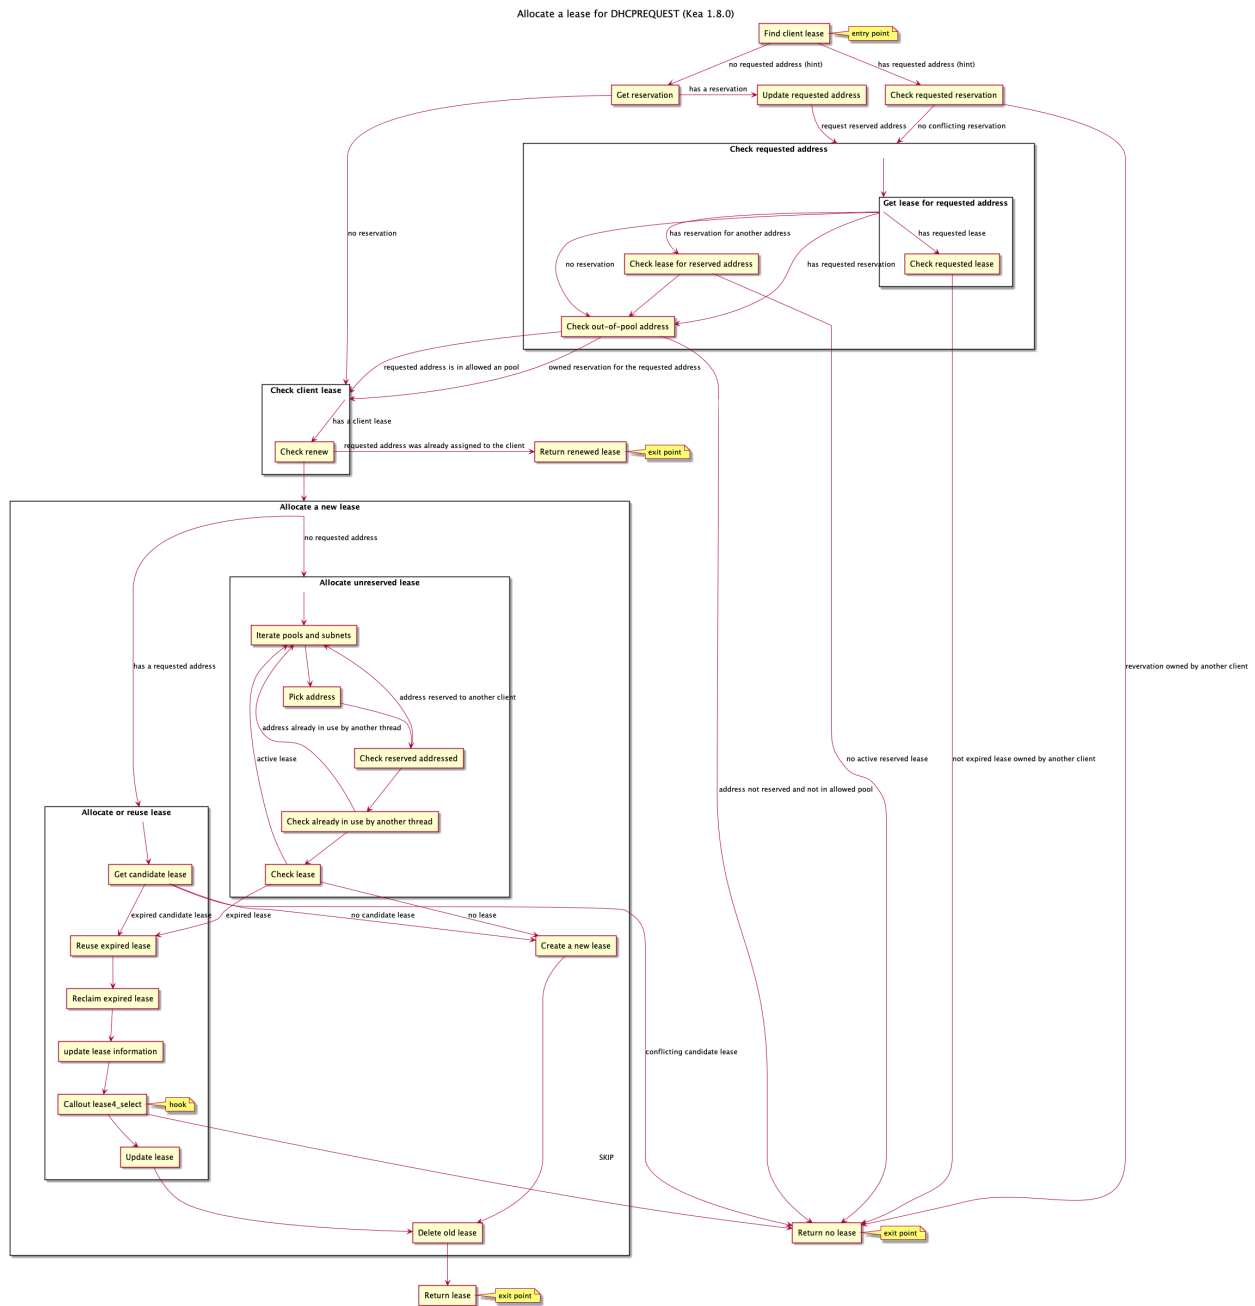 Allocate a lease for DHCPREQUEST (Kea 1.8.0)
Find client lease
entry point
no requested address (hint)
has requested address (hint)
Get reservation
has a reservation
Update requested address
Check requested reservation
request reserved address
no conflicting reservation
Check requested address
Get lease for requested address
no reservation
has reservation for another address
has requested lease
Check lease for reserved address
has requested reservation
Check requested lease
no reservation
Check out-of-pool address
requested address is in allowed an pool
owned reservation for the requested address
Check client lease
has a client lease
Check renew
requested address was already assigned to the client
Return renewed lease
exit point
Allocate a new lease
no requested address
Allocate unreserved lease
Iterate pools and subnets
has a requested address
revervation owned by another client
Pick address
address reserved to another client
address already in use by another thread
active lease
Check reserved addressed
no active reserved lease
not expired lease owned by another client
address not reserved and not in allowed pool
Allocate or reuse lease
Check already in use by another thread
Get candidate lease
Check lease
expired candidate lease
expired lease
no candidate lease
no lease
Reuse expired lease
Create a new lease
Reclaim expired lease
update lease information
conflicting candidate lease
Callout lease4_select
hook
Update lease
SKIP
Delete old lease
Return no lease
exit point
Return lease
exit point